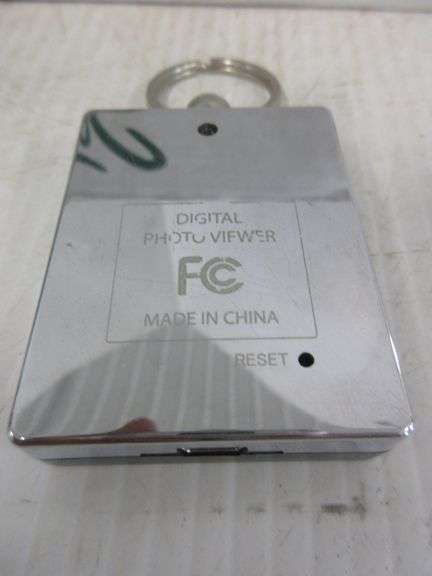 DIGITAL
PHOTO VIEWER
FC
MADE IN CHINA
RESET